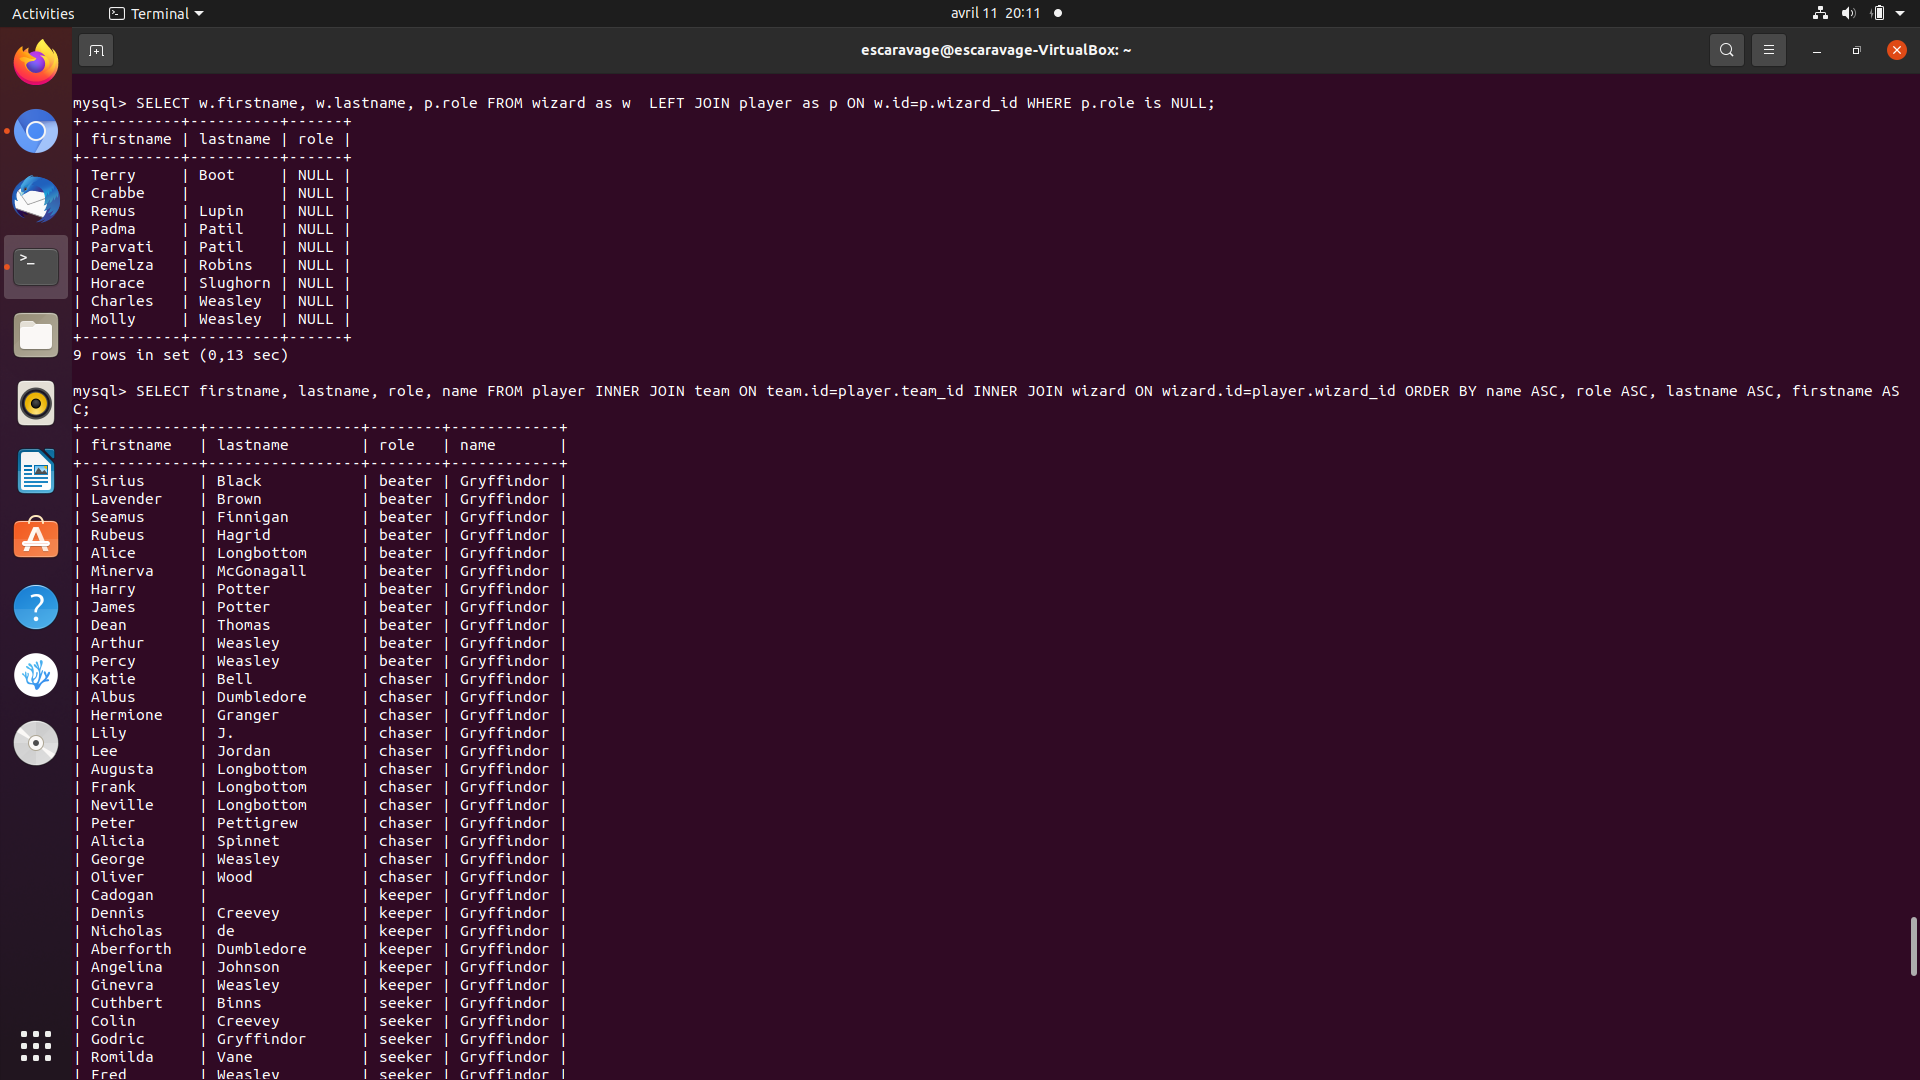 Activities Terminal avril 11 20:11
escaravage@escaravage-VirtualBox: ~
mysql> SELECT w.firstname, w.lastname, p.role FROM wizard as w  LEFT JOIN player as p ON w.id=p.wizard_id WHERE p.role is NULL;
+-----------+----------+------+
| firstname | lastname | role |
+-----------+----------+------+
| Terry     | Boot     | NULL |
| Crabbe    |          | NULL |
| Remus     | Lupin    | NULL |
| Padma     | Patil    | NULL |
| Parvati   | Patil    | NULL |
| Demelza   | Robins   | NULL |
| Horace    | Slughorn | NULL |
| Charles   | Weasley  | NULL |
| Molly     | Weasley  | NULL |
+-----------+----------+------+
9 rows in set (0,13 sec)
mysql> SELECT firstname, lastname, role, name FROM player INNER JOIN team ON team.id=player.team_id INNER JOIN wizard ON wizard.id=player.wizard_id ORDER BY name ASC, role ASC, lastname ASC, firstname AS
C;
+-------------+-----------------+--------+------------+
| firstname   | lastname        | role   | name       |
+-------------+-----------------+--------+------------+
| Sirius      | Black           | beater | Gryffindor |
| Lavender    | Brown           | beater | Gryffindor |
| Seamus      | Finnigan        | beater | Gryffindor |
| Rubeus      | Hagrid          | beater | Gryffindor |
| Alice       | Longbottom      | beater | Gryffindor |
| Minerva     | McGonagall      | beater | Gryffindor |
| Harry       | Potter          | beater | Gryffindor |
| James       | Potter          | beater | Gryffindor |
| Dean        | Thomas          | beater | Gryffindor |
| Arthur      | Weasley         | beater | Gryffindor |
| Percy       | Weasley         | beater | Gryffindor |
| Katie       | Bell            | chaser | Gryffindor |
| Albus       | Dumbledore      | chaser | Gryffindor |
| Hermione    | Granger         | chaser | Gryffindor |
| Lily        | J.              | chaser | Gryffindor |
| Lee         | Jordan          | chaser | Gryffindor |
| Augusta     | Longbottom      | chaser | Gryffindor |
| Frank       | Longbottom      | chaser | Gryffindor |
| Neville     | Longbottom      | chaser | Gryffindor |
| Peter       | Pettigrew       | chaser | Gryffindor |
| Alicia      | Spinnet         | chaser | Gryffindor |
| George      | Weasley         | chaser | Gryffindor |
| Oliver      | Wood            | chaser | Gryffindor |
| Cadogan     |                 | keeper | Gryffindor |
| Dennis      | Creevey         | keeper | Gryffindor |
| Nicholas    | de              | keeper | Gryffindor |
| Aberforth   | Dumbledore      | keeper | Gryffindor |
| Angelina    | Johnson         | keeper | Gryffindor |
| Ginevra     | Weasley         | keeper | Gryffindor |
| Cuthbert    | Binns           | seeker | Gryffindor |
| Colin       | Creevey         | seeker | Gryffindor |
| Godric      | Gryffindor      | seeker | Gryffindor |
| Romilda     | Vane            | seeker | Gryffindor |
| Fred        | Weasley         | seeker | Gryffindor |